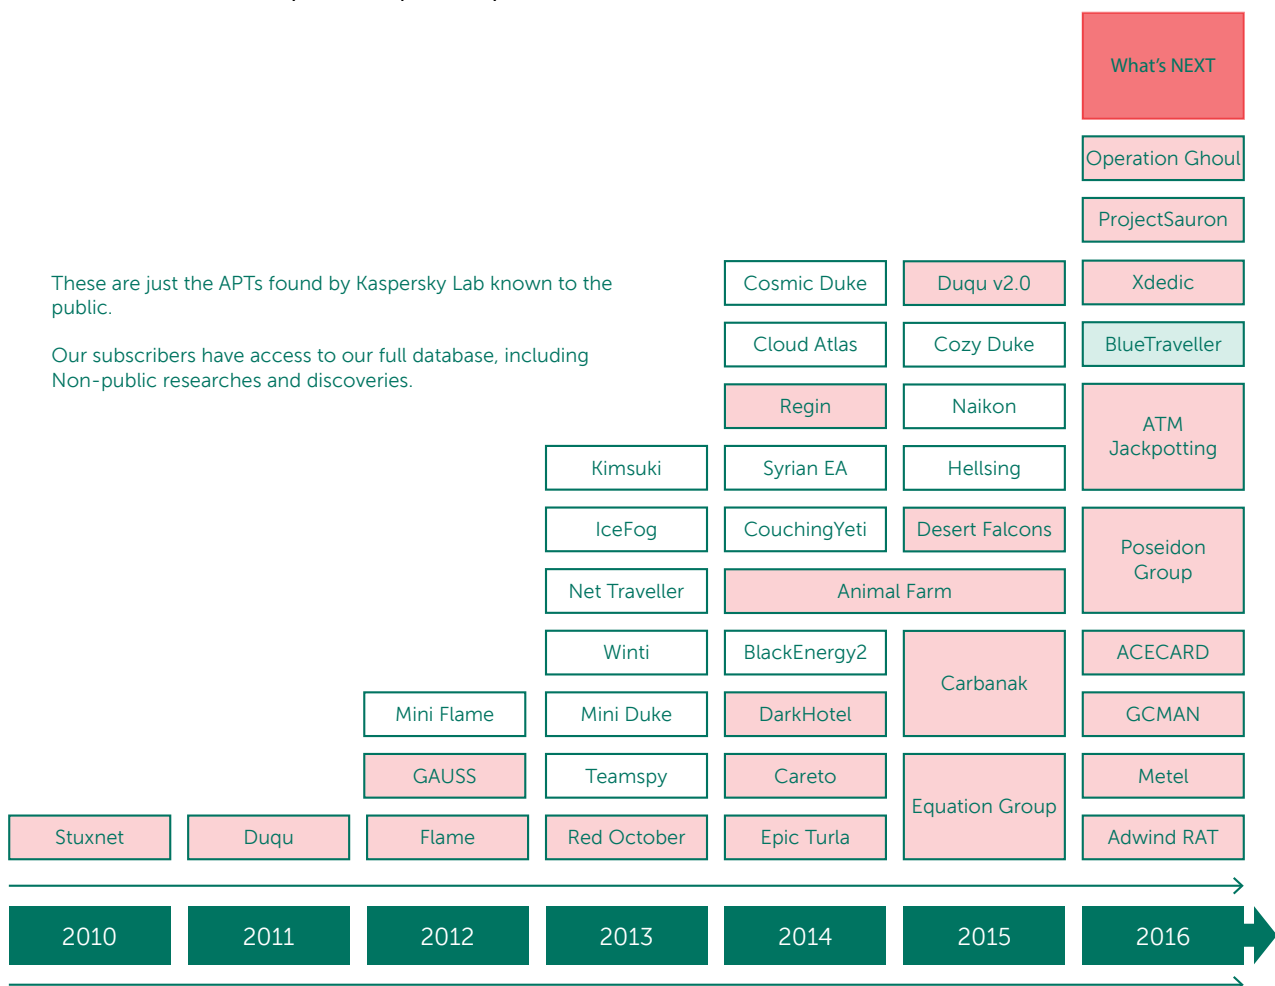 What's NEXT
Operation Ghoul
ProjectSauron
These are just the APTs found by Kaspersky Lab known to the
public.
Our subscribers have access to our full database, including
Non-public researches and discoveries.
Cosmic Duke
Duqu v2.0
Xdedic
Cloud Atlas
Cozy Duke
BlueTraveller
Regin
Naikon
ATM
Jackpotting
Kimsuki
Syrian EA
Hellsing
IceFog
CouchingYeti
Desert Falcons
Poseidon
Group
Net Traveller
Animal Farm
Winti
BlackEnergy2
Carbanak
ACECARD
Mini Flame
Mini Duke
DarkHotel
GCMAN
GAUSS
Teamspy
Careto
Equation Group
Metel
Stuxnet
Duqu
Flame
Red October
Epic Turla
Adwind RAT
2010
2011
2012
2013
2014
2015
2016